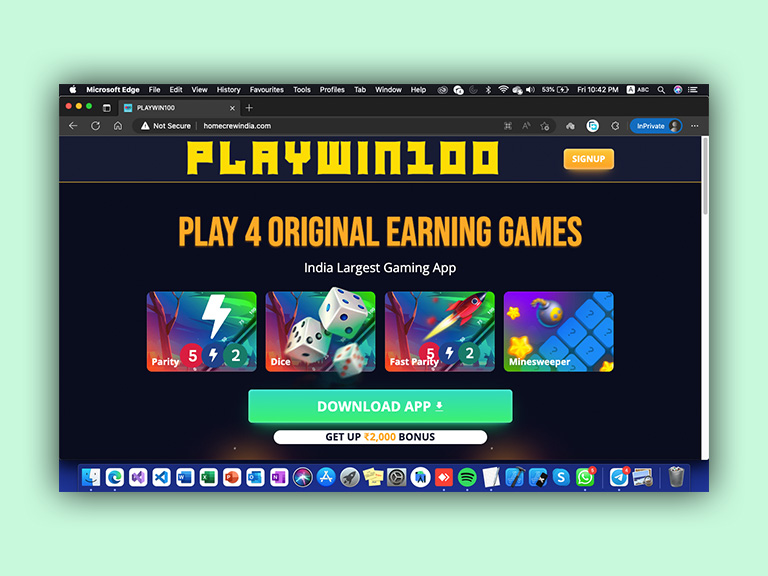 Microsoft Edge File Edit View History Favourites Tools Profiles Tab Window Help 53% Fri 10:42 PM A ABC
PLAYWIN100
Not Secure homecrewindia.com InPrivate
PLAYWIN100
SIGNUP
PLAY 4 ORIGINAL EARNING GAMES
India Largest Gaming App
Parity 5 2
Dice
Fast Parity 5 2
Minesweeper
DOWNLOAD APP
GET UP ₹2,000 BONUS